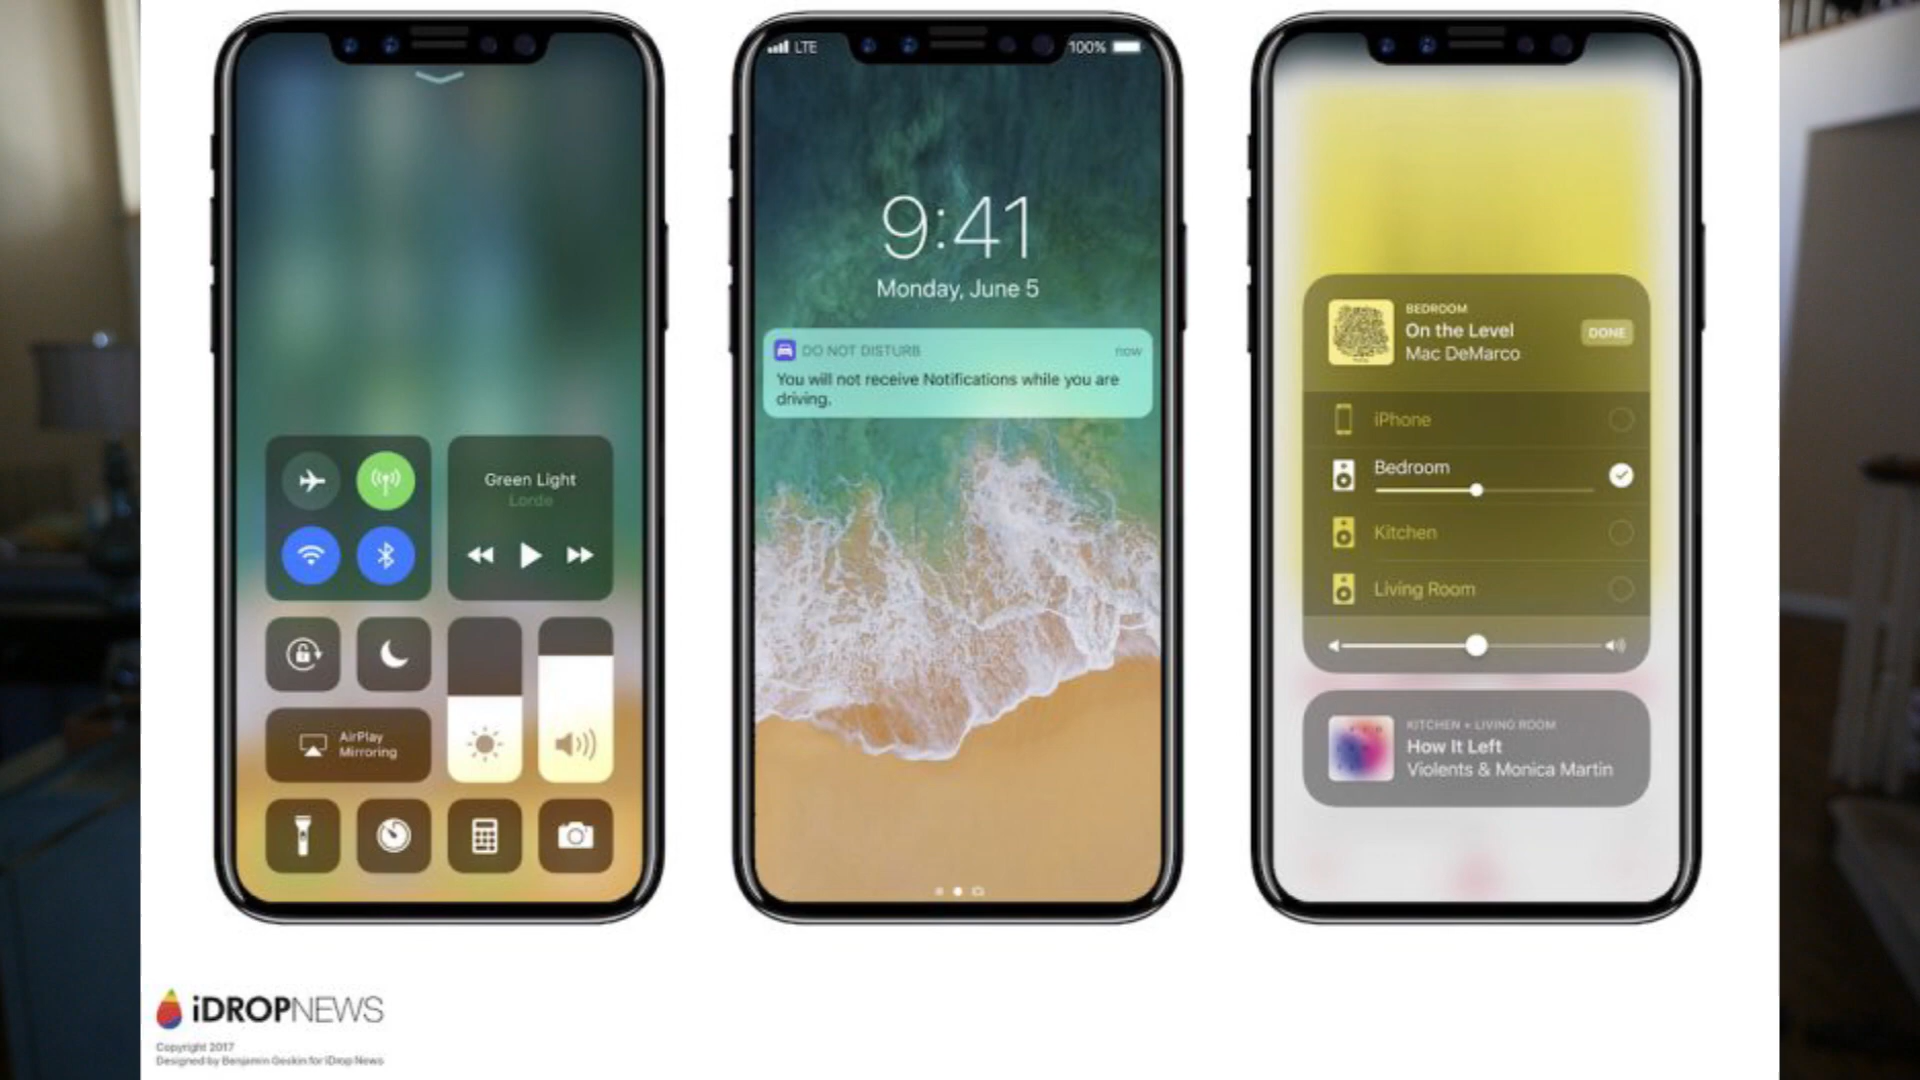 Green Light
Lorde
AirPlay
Mirroring
LTE
100%
9:41
Monday, June 5
DO NOT DISTURB
now
You will not receive Notifications while you are
driving.
BEDROOM
On the Level
Mac DeMarco
DONE
iPhone
Bedroom
Kitchen
Living Room
KITCHEN + LIVING ROOM
How It Left
Violents & Monica Martin
iDROPNEWS
Copyright 2017
Designed by Benjamin Geskin for iDrop News